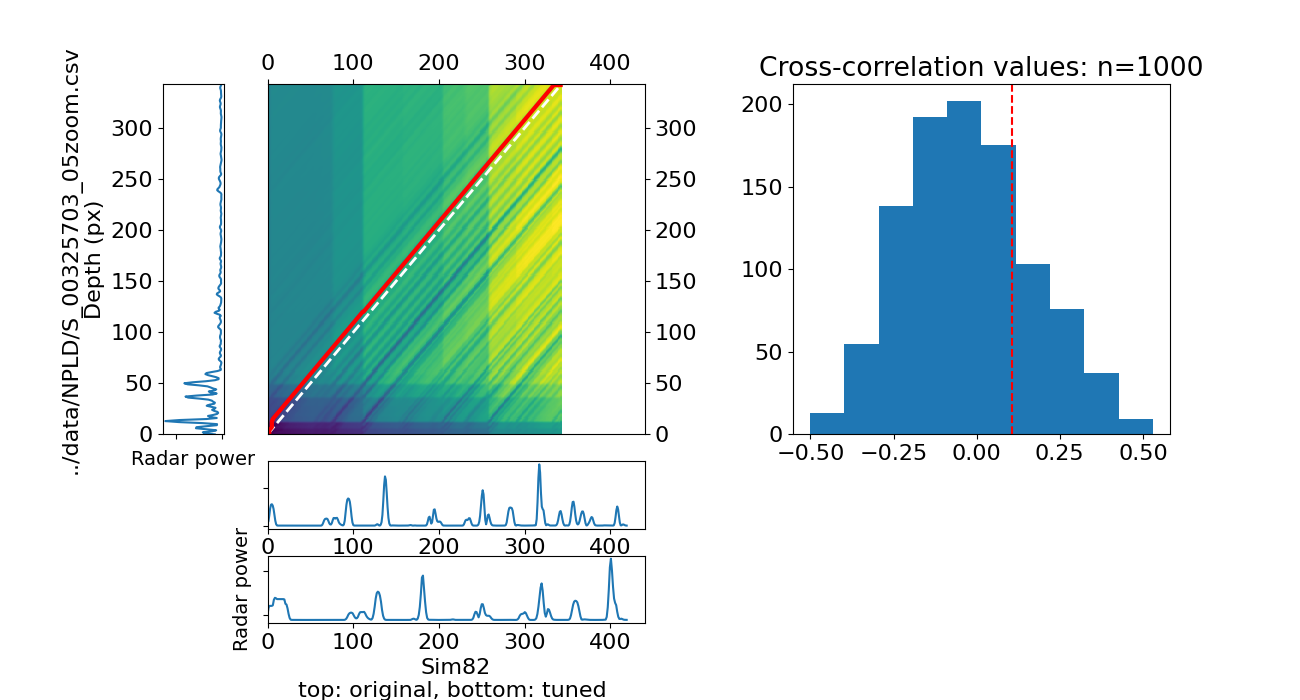 Cross-correlation values: n=1000
0 100 200 300 400
../data/NPLD/S_00325703_05zoom.csv
Depth (px)
300 250 200 150 100 50 0
300 250 200 150 100 50 0
Radar power
200 150 100 50 0
−0.50 −0.25 0.00 0.25 0.50
0 100 200 300 400
Radar power
0 100 200 300 400
Sim82
top: original, bottom: tuned